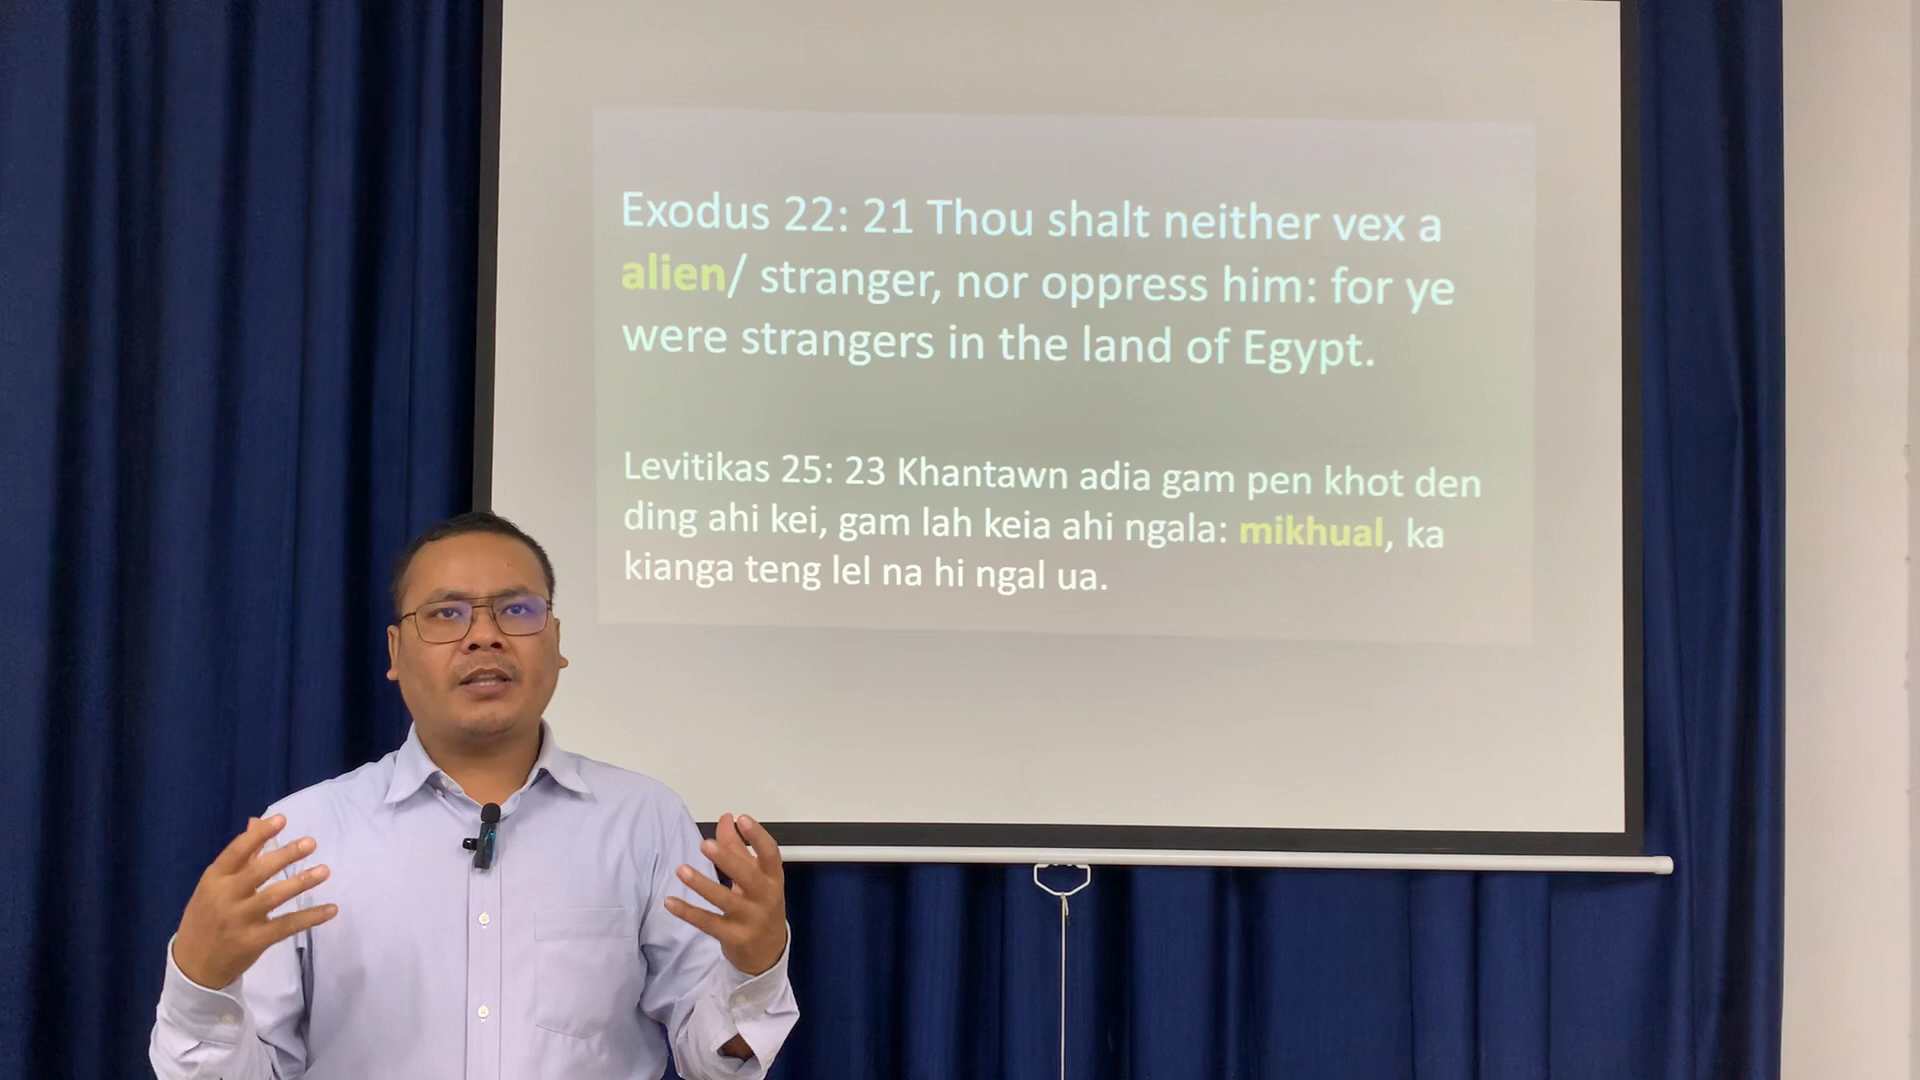 Exodus 22: 21 Thou shalt neither vex a
alien/ stranger, nor oppress him: for ye
were strangers in the land of Egypt.
Levitikas 25: 23 Khantawn adia gam pen khot den
ding ahi kei, gam lah keia ahi ngala: mikhual, ka
kianga teng lel na hi ngal ua.